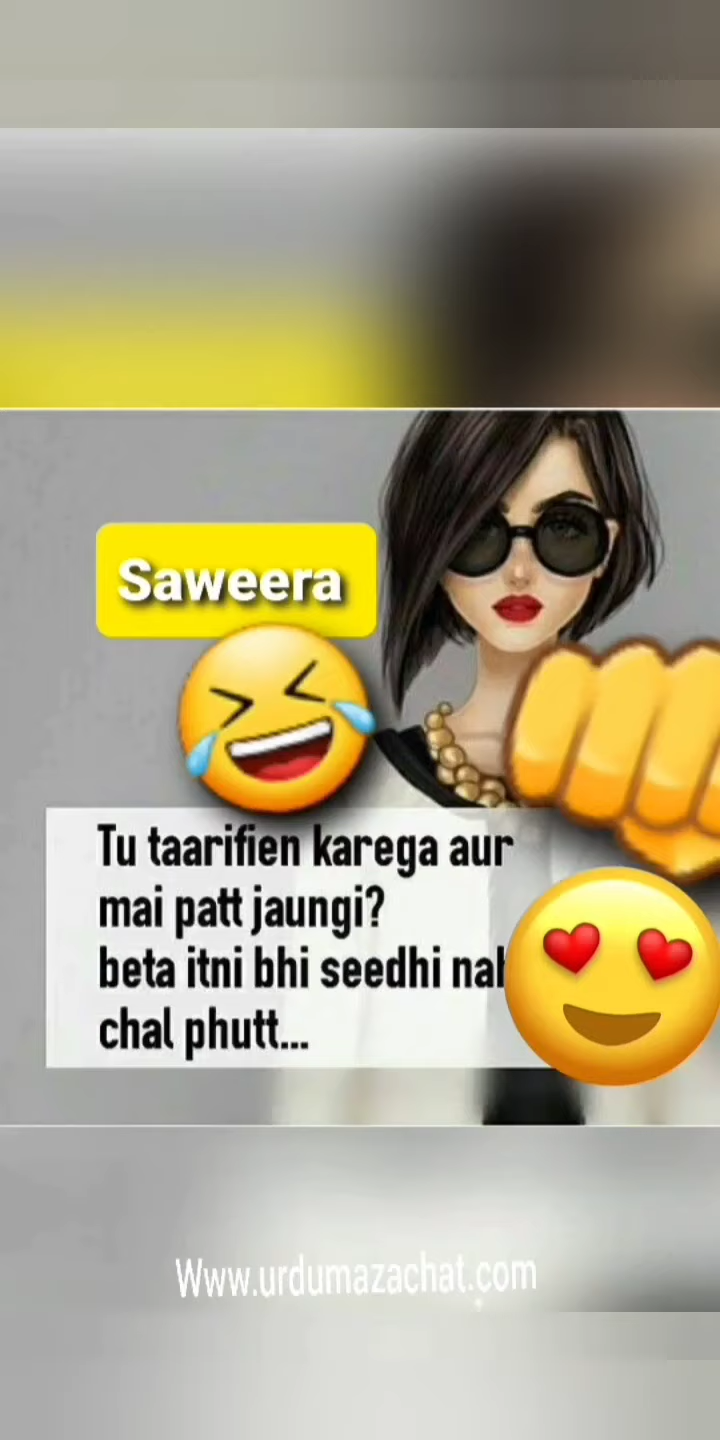 Saweera
Tu taarifien karega aur
mai patt jaungi?
beta itni bhi seedhi
chal phutt...
Www.urdumazachat.com